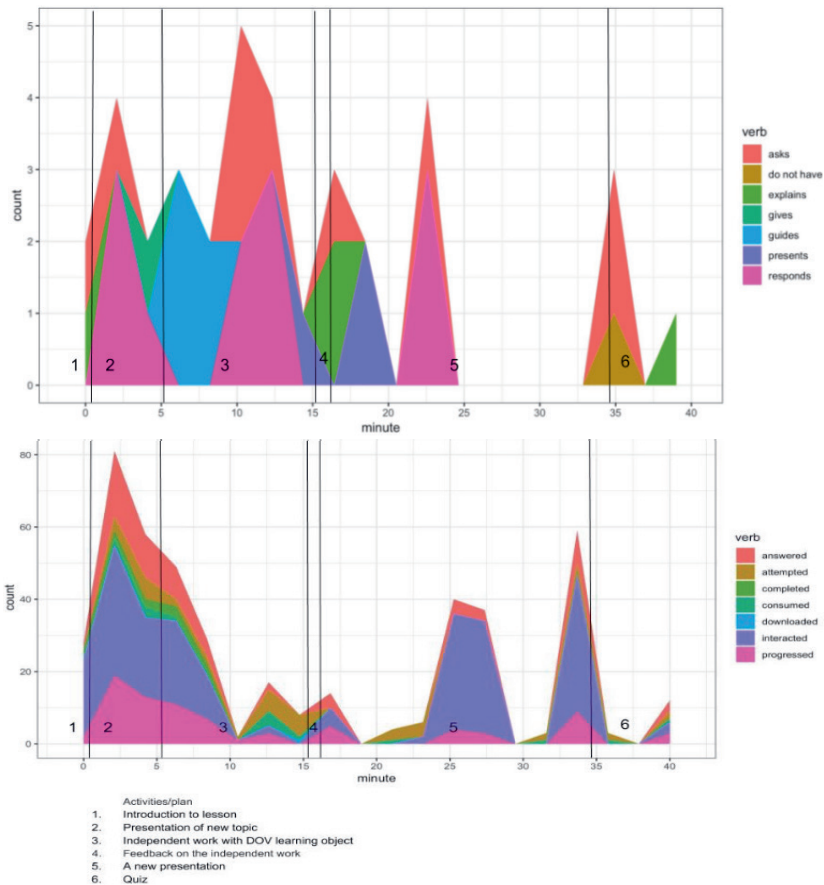 5
4
3
2
1
0
count
1 2 3 4 5 6
0 5 10 15 20 25 30 35 40
minute
verb
asks
do not have
explains
gives
guides
presents
responds
80
60
40
20
0
count
1 2 3 4 5 6
0 5 10 15 20 25 30 35 40
minute
verb
answered
attempted
completed
consumed
downloaded
interacted
progressed
Activities/plan
1. Introduction to lesson
2. Presentation of new topic
3. Independent work with DOV learning object
4. Feedback on the independent work
5. A new presentation
6. Quiz